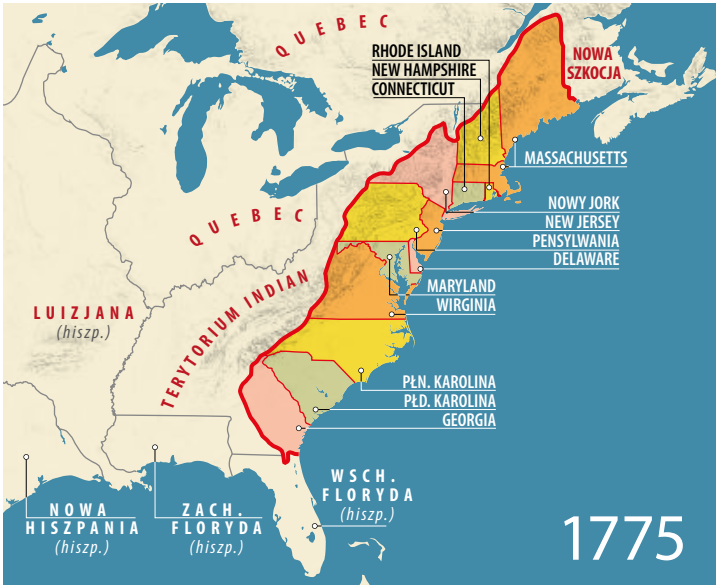 QUEBEC
RHODE ISLAND
NEW HAMPSHIRE
CONNECTICUT
NOWA
SZKOCJA
MASSACHUSETTS
NOWY JORK
NEW JERSEY
PENSYLWANIA
DELAWARE
QUEBEC
MARYLAND
WIRGINIA
LUIZJANA
(hiszp.)
TERYTORIUM INDIAN
PŁN. KAROLINA
PŁD. KAROLINA
GEORGIA
WSCH.
FLORYDA
(hiszp.)
NOWA
HISZPANIA
(hiszp.)
ZACH.
FLORYDA
(hiszp.)
1775